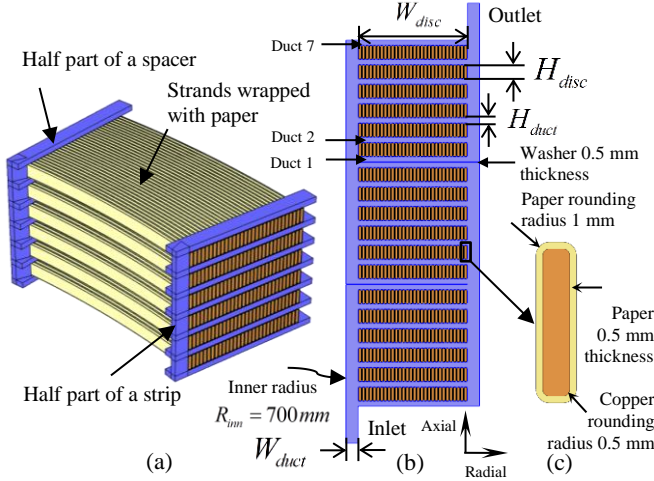 Half part of a spacer
Strands wrapped
with paper
Half part of a strip
(a)
Duct 7
W_disc
Outlet
H_disc
H_duct
Duct 2
Duct 1
Washer 0.5 mm
thickness
Inner radius
R_inn = 700mm
W_duct
Inlet
(b)
Axial
Radial
Paper rounding
radius 1 mm
Paper
0.5 mm
thickness
Copper
rounding
radius 0.5 mm
(c)